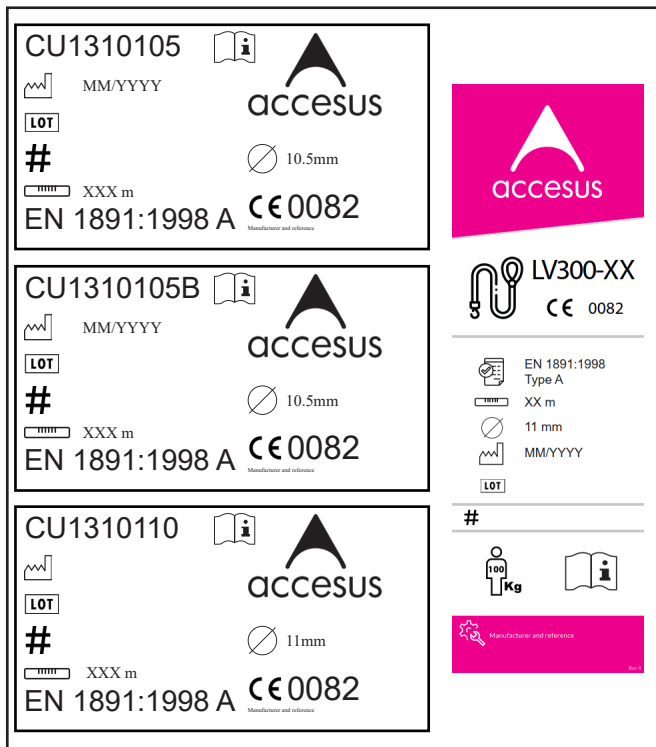 CU1310105
i
MM/YYYY
accesus
LOT
#
10.5mm
XXX m
EN 1891:1998 A
CE 0082
Manufacturer and reference
CU1310105B
i
MM/YYYY
accesus
LOT
#
10.5mm
XXX m
EN 1891:1998 A
CE 0082
Manufacturer and reference
CU1310110
i
accesus
LOT
#
11mm
XXX m
EN 1891:1998 A
CE 0082
Manufacturer and reference
accesus
LV300-XX
CE 0082
EN 1891:1998
Type A
XX m
11 mm
MM/YYYY
LOT
#
100
Kg
i
Manufacturer and reference
Rev 0